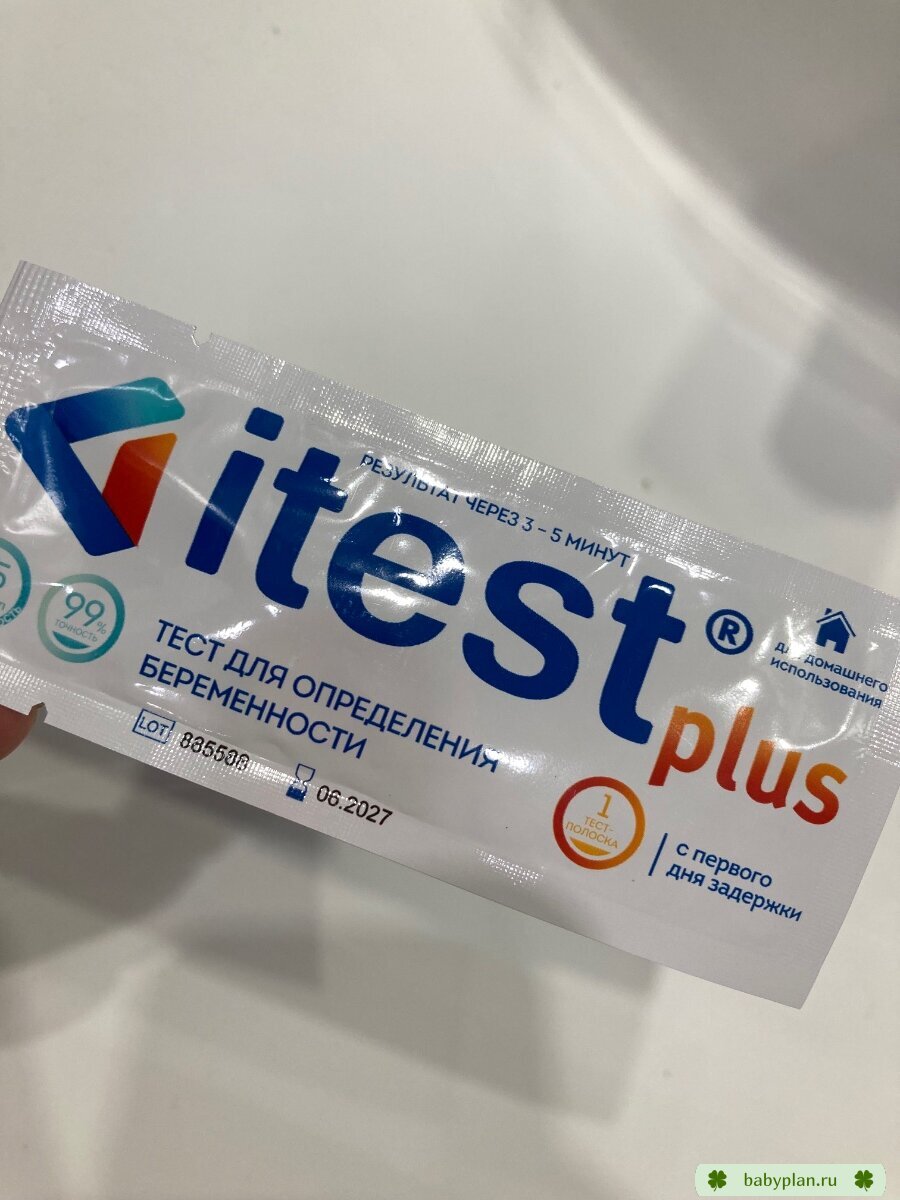 РЕЗУЛЬТАТ ЧЕРЕЗ 3 – 5 МИНУТ
itest®
plus
для домашнего
использования
99%
ТОЧНОСТЬ
ТЕСТ ДЛЯ ОПРЕДЕЛЕНИЯ
БЕРЕМЕННОСТИ
LOT
06.2027
1
ТЕСТ-
ПОЛОСКА
с первого
дня задержки
babyplan.ru